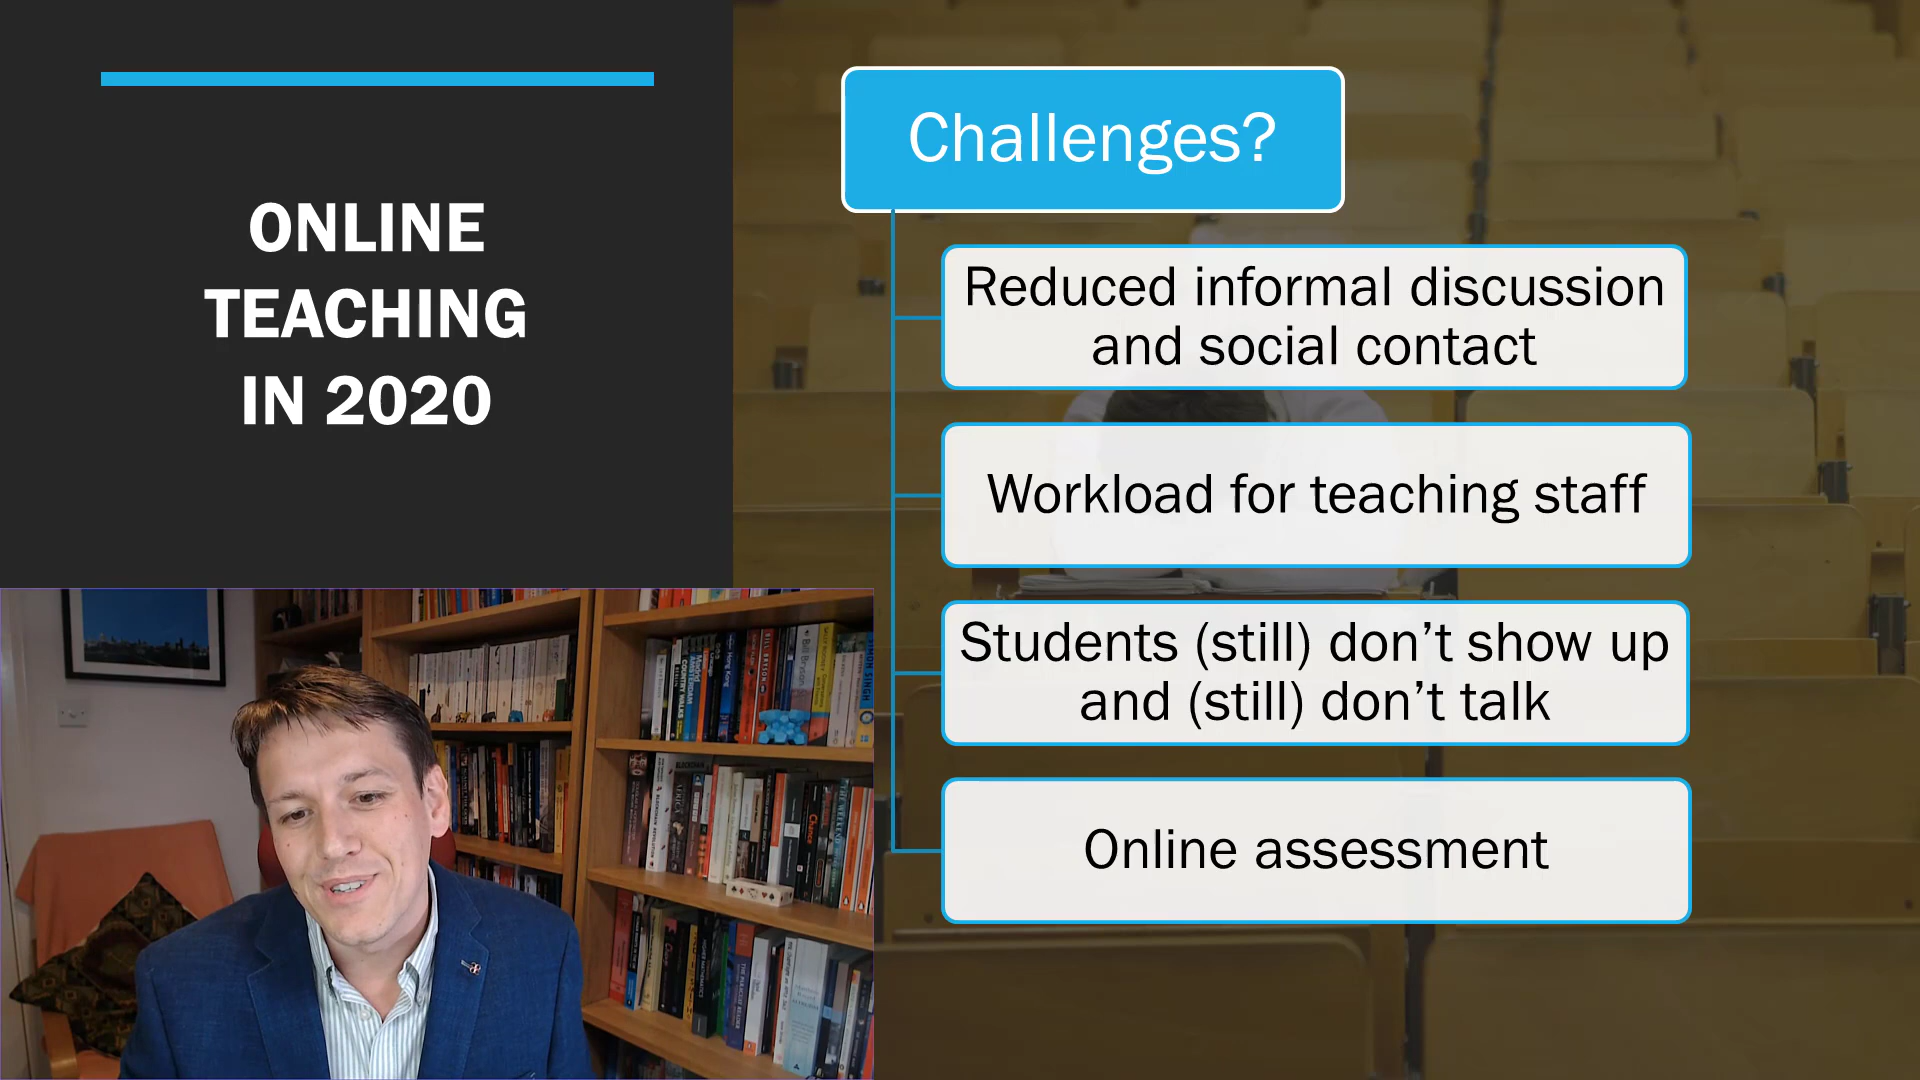 ONLINE
TEACHING
IN 2020
Challenges?
Reduced informal discussion
and social contact
Workload for teaching staff
Students (still) don’t show up
and (still) don’t talk
Online assessment